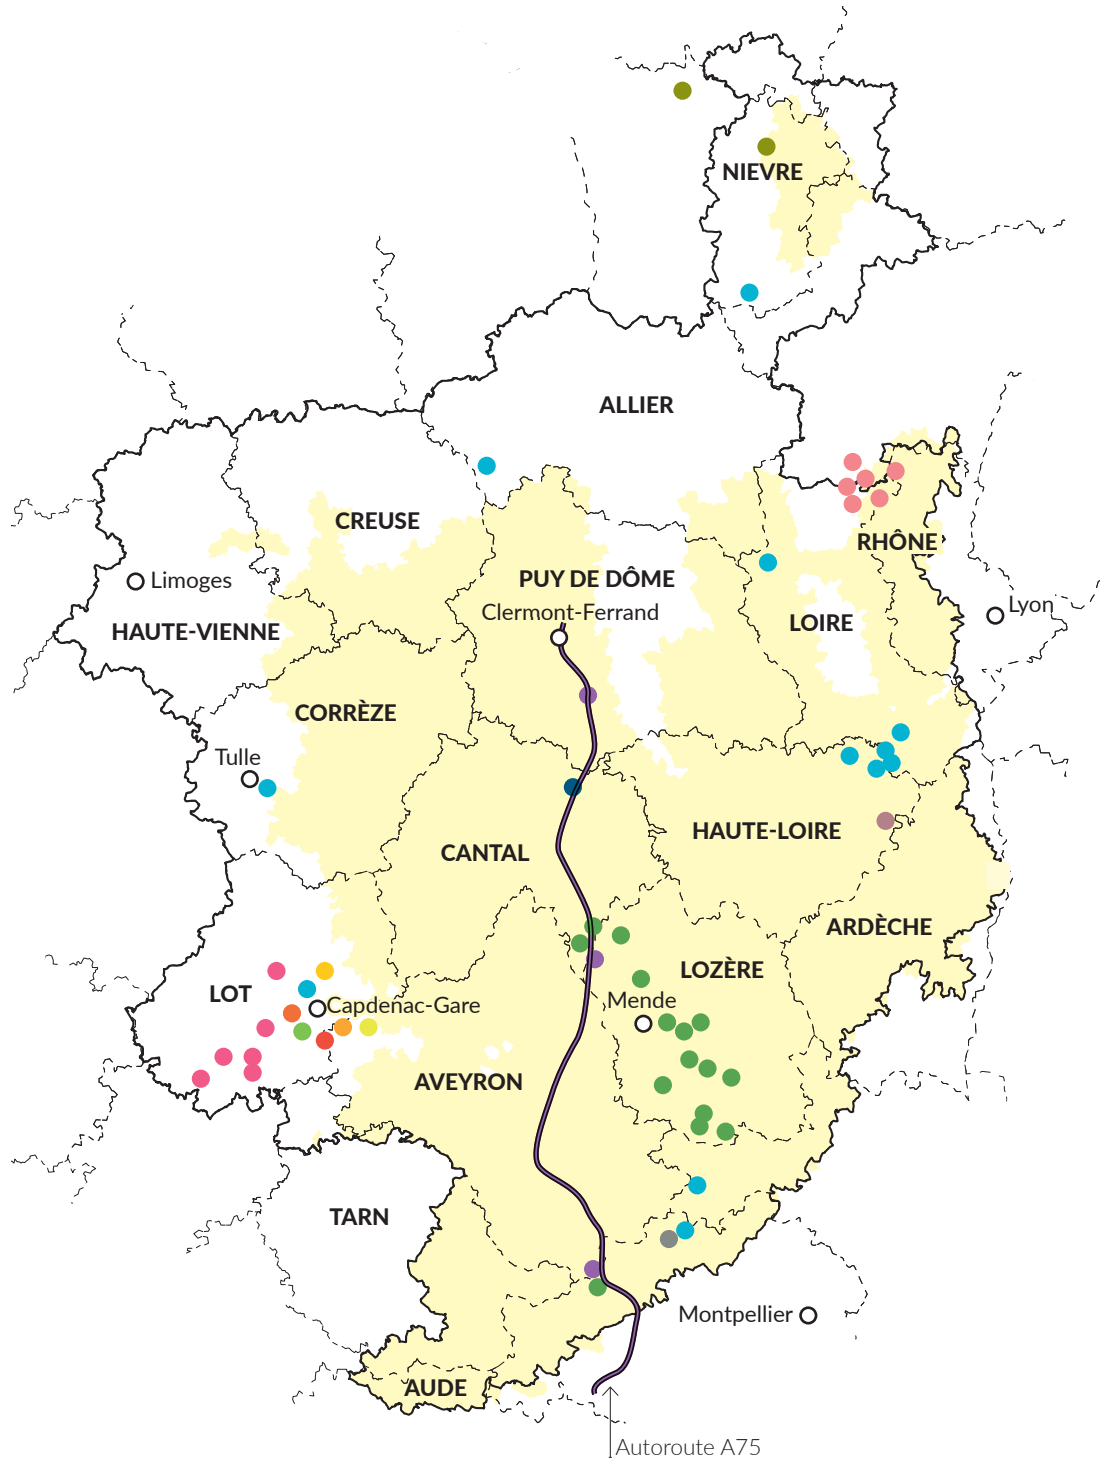 NIEVRE
ALLIER
CREUSE
RHÔNE
Limoges
PUY DE DÔME
Clermont-Ferrand
Lyon
HAUTE-VIENNE
LOIRE
CORRÈZE
Tulle
HAUTE-LOIRE
CANTAL
ARDÈCHE
LOZÈRE
LOT
Capdenac-Gare
Mende
AVEYRON
TARN
Montpellier
AUDE
Autoroute A75